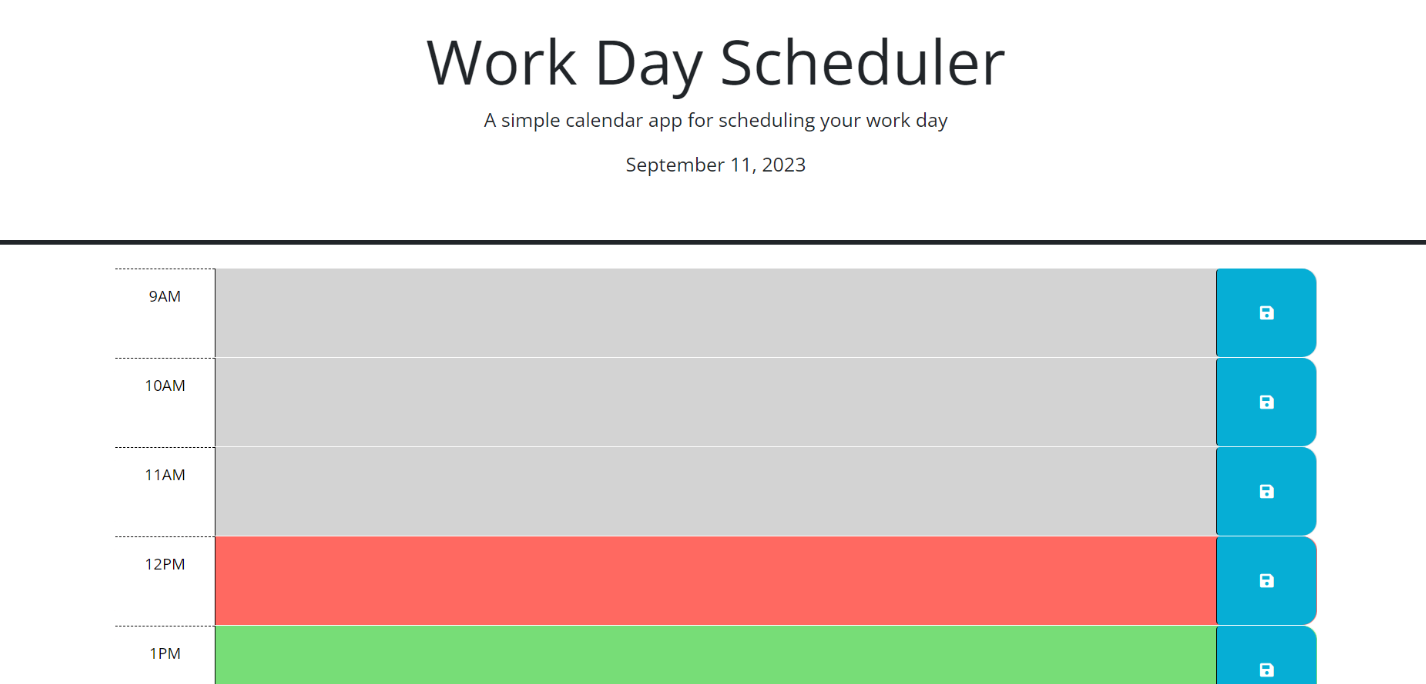 Work Day Scheduler
A simple calendar app for scheduling your work day
September 11, 2023
9AM
10AM
11AM
12PM
1PM